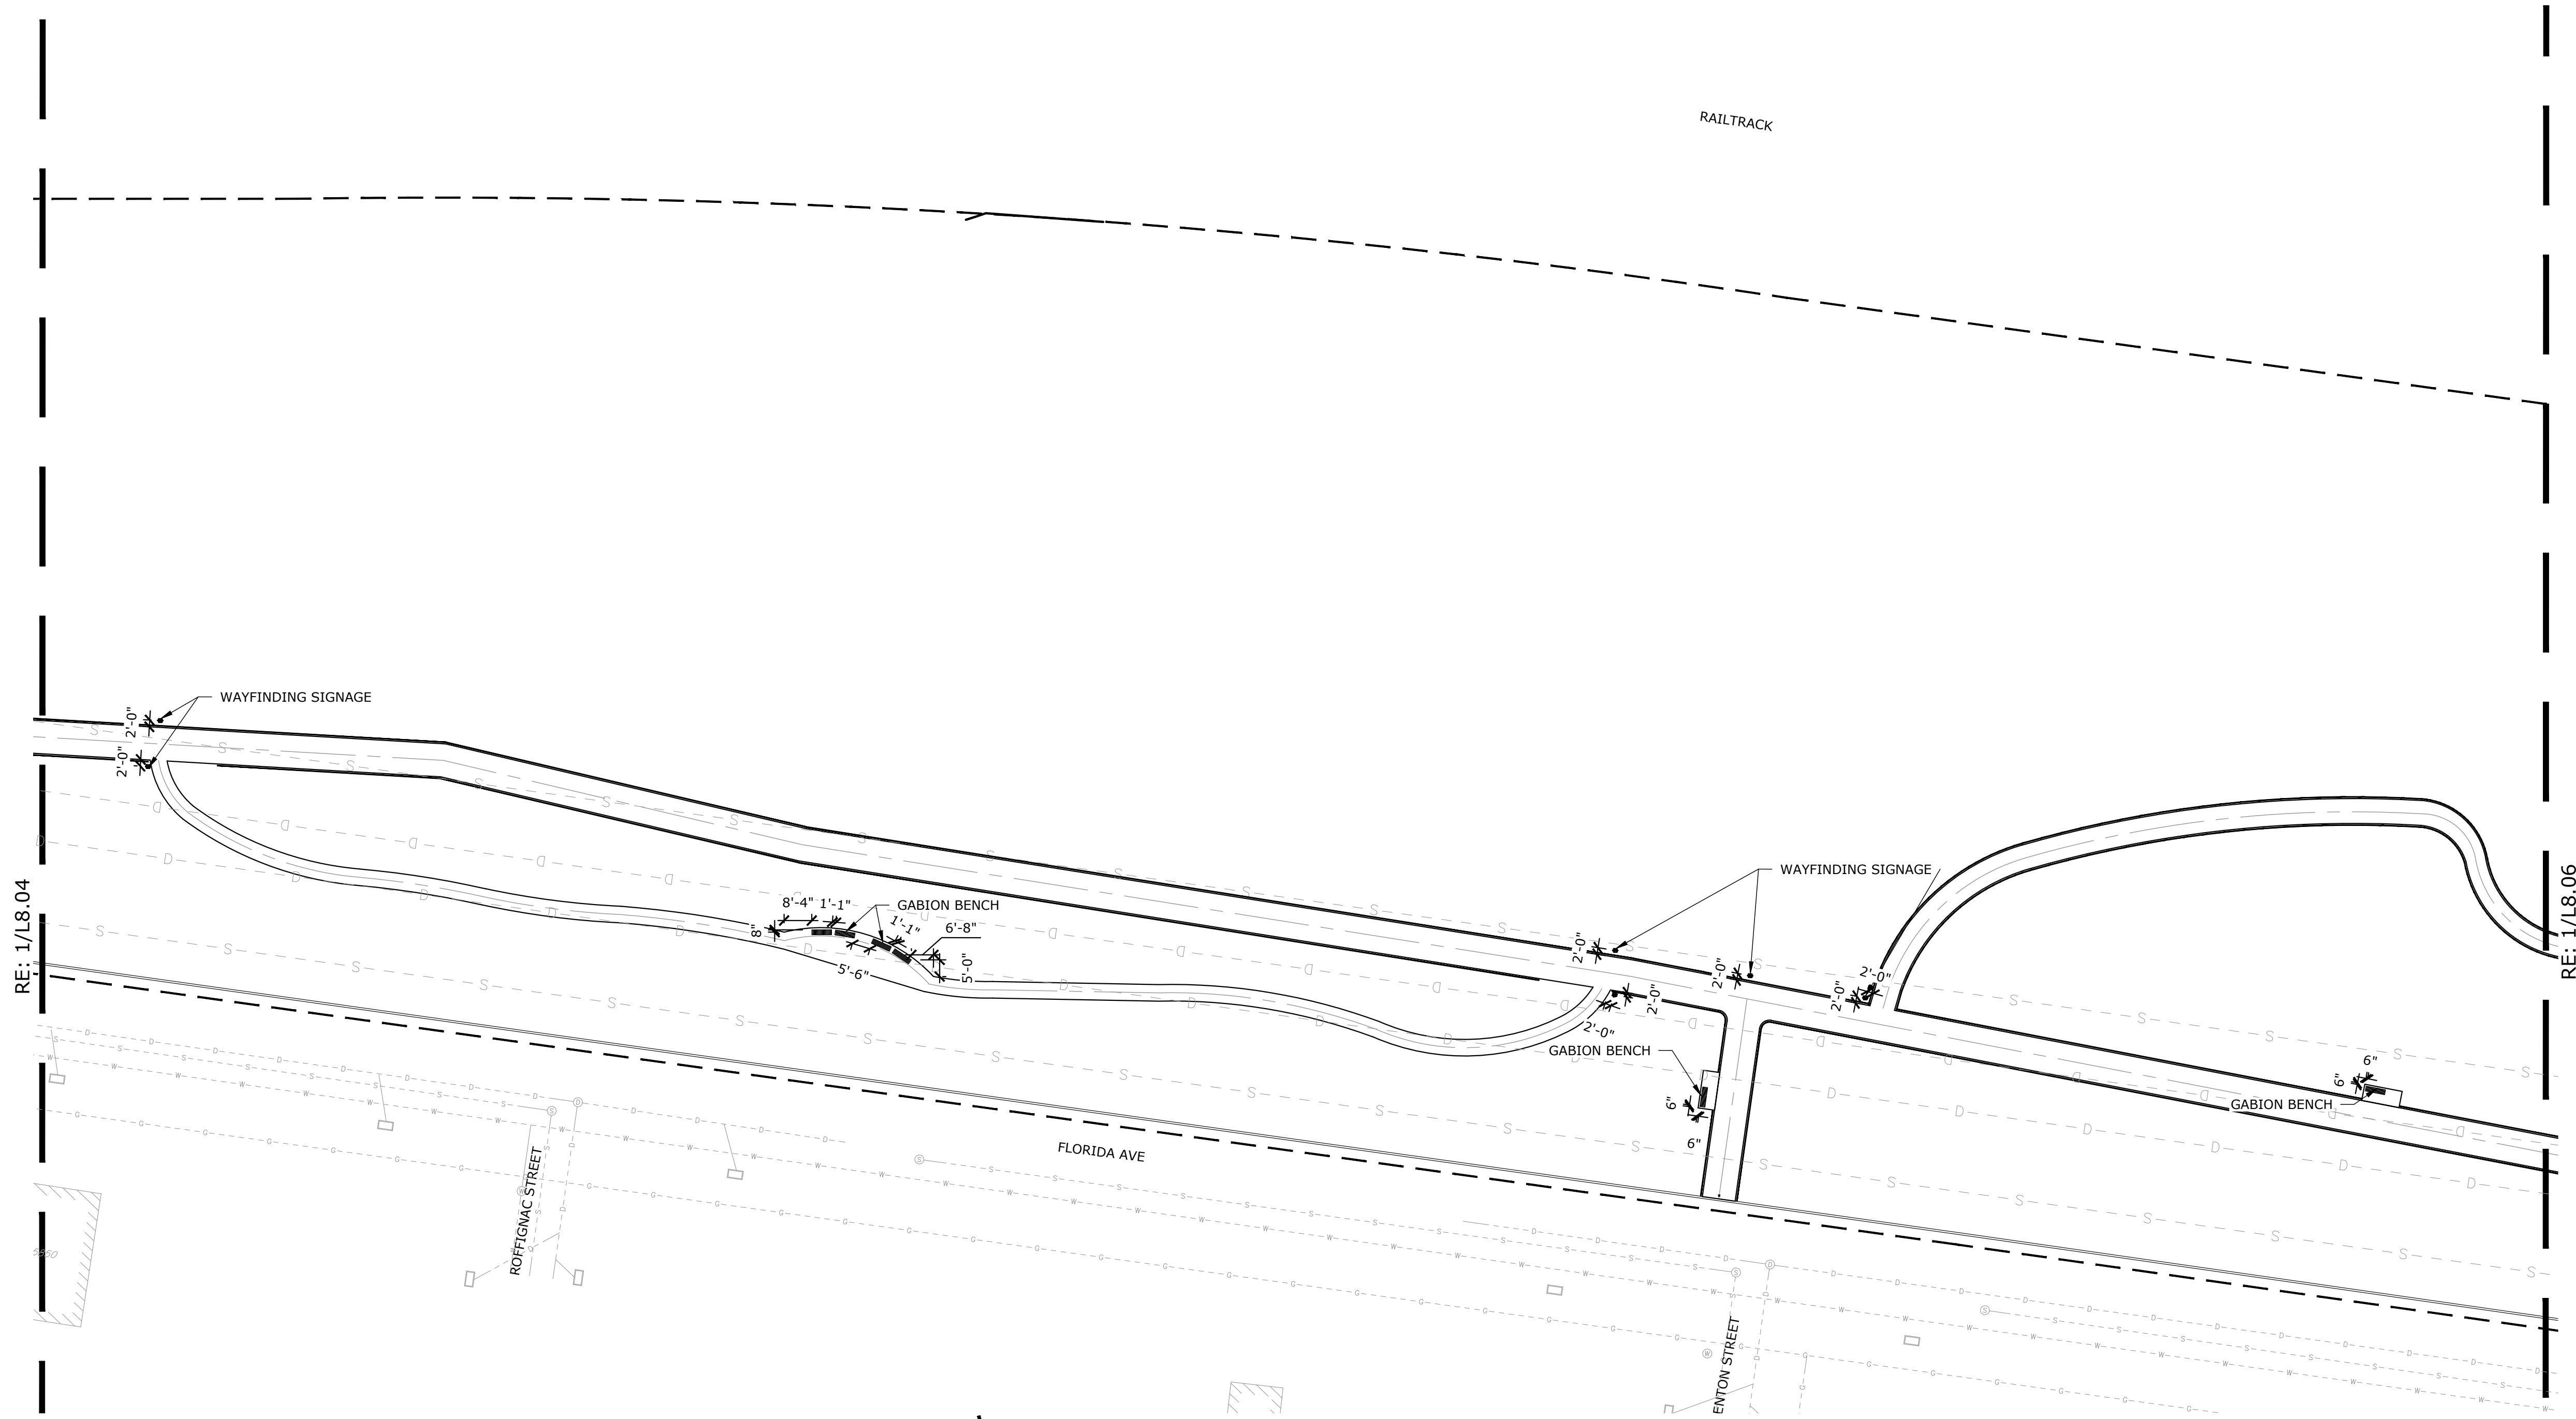 RAILTRACK
WAYFINDING SIGNAGE
2'-0"
2'-0"
RE: 1/L8.04
8'-4"
1'-1"
GABION BENCH
8"
1'-1"
6'-8"
5'-6"
5'-0"
WAYFINDING SIGNAGE
RE: 1/L8.06
2'-0"
2'-0"
2'-0"
2'-0"
2'-0"
2'-0"
GABION BENCH
6"
6"
6"
6"
GABION BENCH
FLORIDA AVE
ROFFIGNAC STREET
ENTON STREET